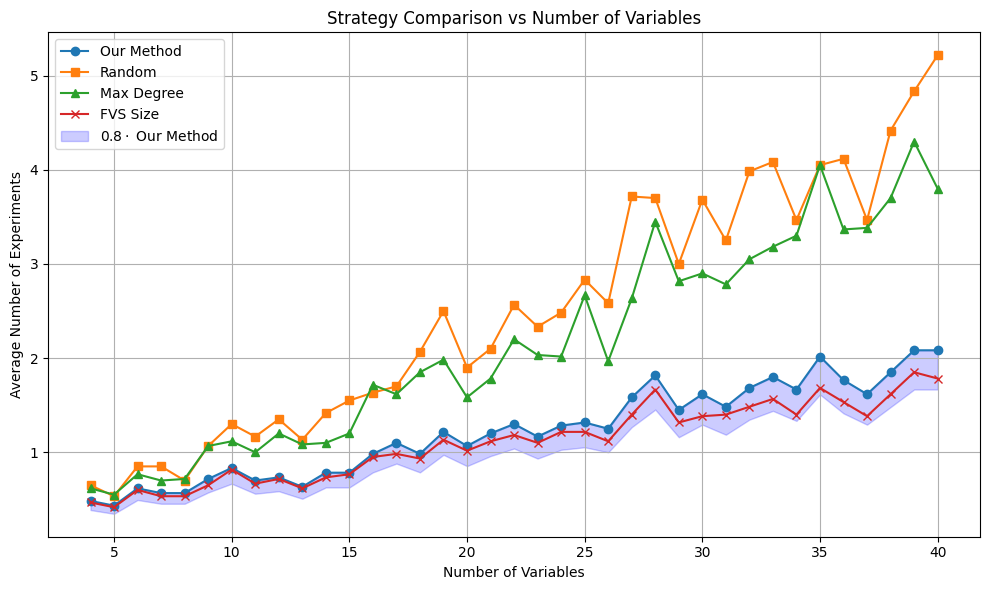 Strategy Comparison vs Number of Variables
Our Method
Random
Max Degree
FVS Size
0.8 · Our Method
Average Number of Experiments
5
4
3
2
1
5 10 15 20 25 30 35 40
Number of Variables